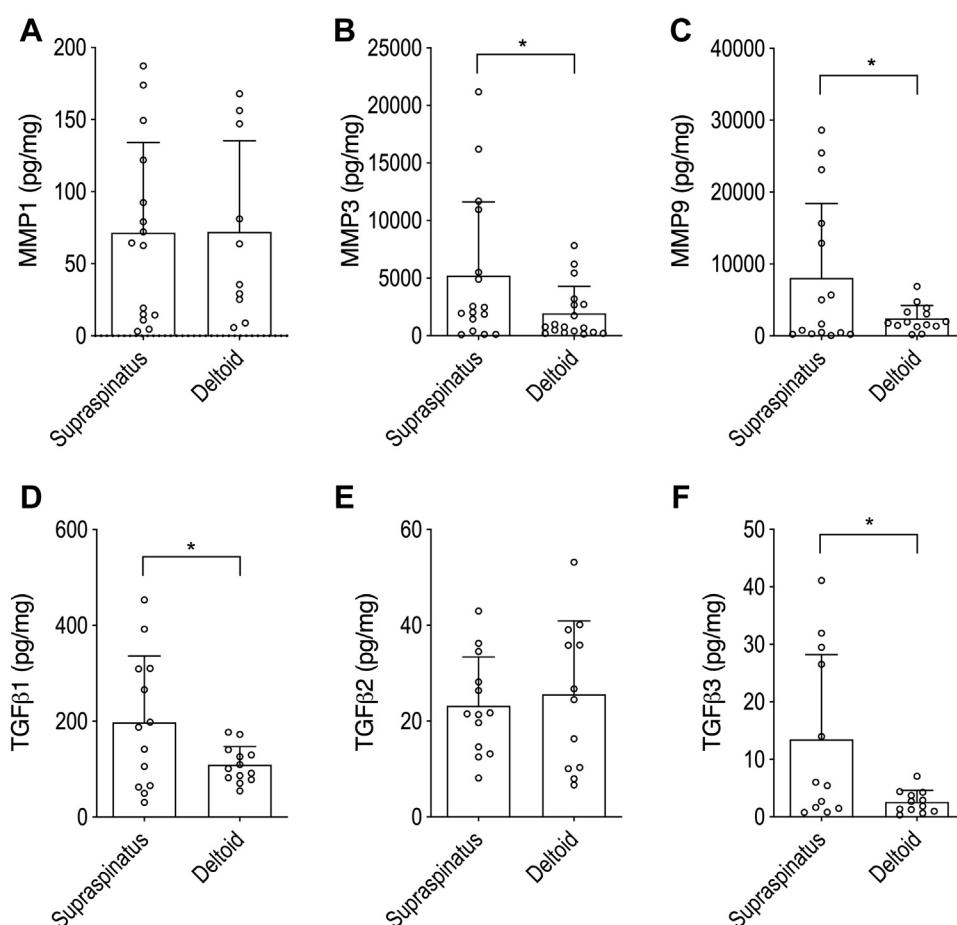 A
MMP1 (pg/mg)
200
150
100
50
0
Supraspinatus
Deltoid
B
MMP3 (pg/mg)
25000
20000
15000
10000
5000
0
*
Supraspinatus
Deltoid
C
MMP9 (pg/mg)
40000
30000
20000
10000
0
*
Supraspinatus
Deltoid
D
TGFβ1 (pg/mg)
600
400
200
0
*
Supraspinatus
Deltoid
E
TGFβ2 (pg/mg)
60
40
20
0
Supraspinatus
Deltoid
F
TGFβ3 (pg/mg)
50
40
30
20
10
0
*
Supraspinatus
Deltoid